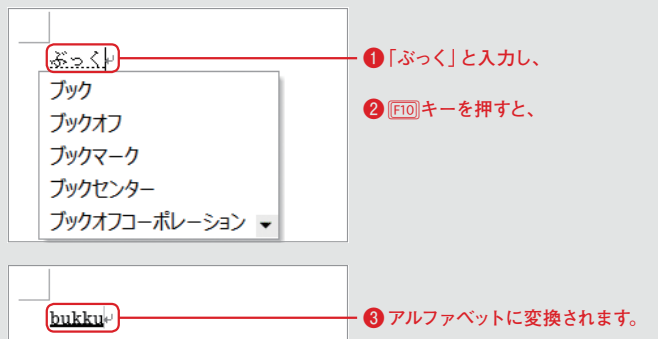 ぶっく
❶「ぶっく」と入力し、
ブック
ブックオフ
❷ F10キーを押すと、
ブックマーク
ブックセンター
ブックオフコーポレーション
bukku
❸ アルファベットに変換されます。